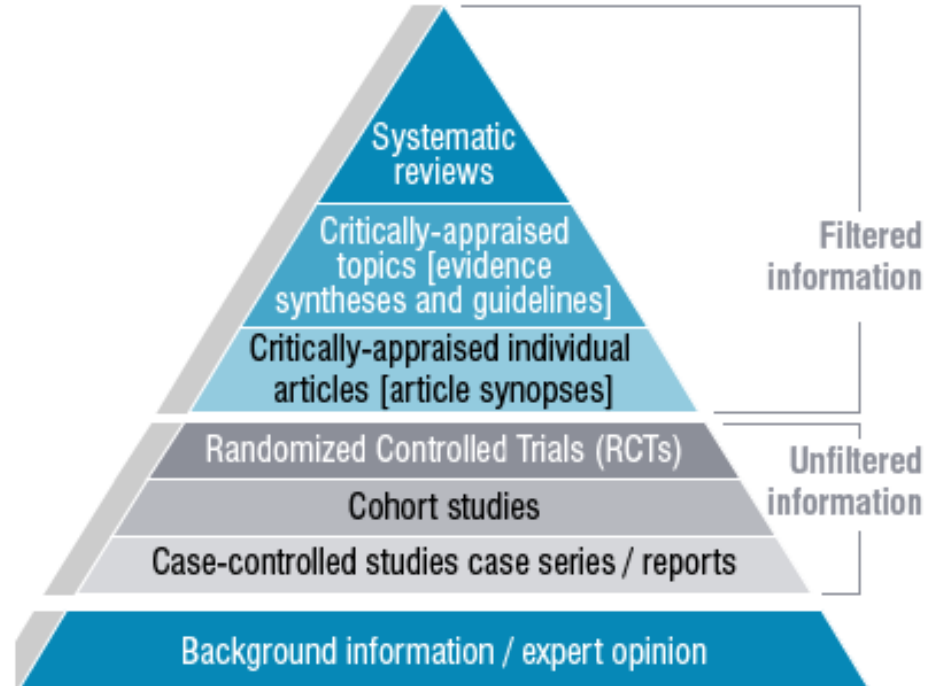 Systematic
reviews
Critically-appraised
topics [evidence
syntheses and guidelines]
Filtered
information
Critically-appraised individual
articles [article synopses]
Randomized Controlled Trials (RCTs)
Unfiltered
information
Cohort studies
Case-controlled studies case series / reports
Background information / expert opinion